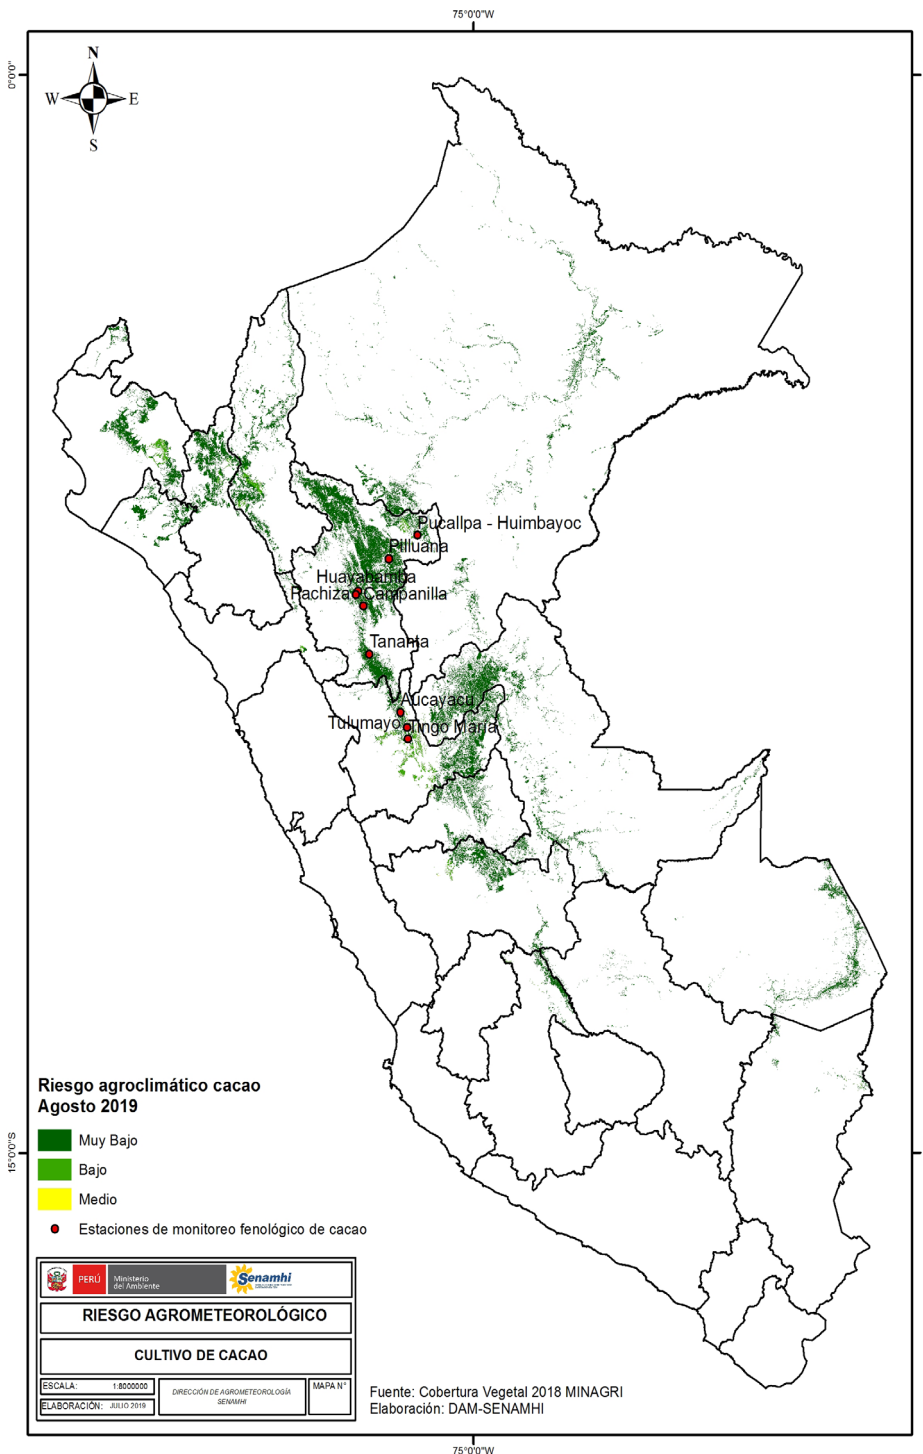 75°0'0"W
0°0'0"
N
W
E
S
Pucallpa - Huimbayoc
Pilluana
Huayabamba
Pachiza
Campanilla
Tananta
Aucayacu
Tulumayo
Tingo María
Riesgo agroclimático cacao
Agosto 2019
Muy Bajo
Bajo
Medio
Estaciones de monitoreo fenológico de cacao
15°0'0"S
PERÚ
Ministerio
del Ambiente
Senamhi
RIESGO AGROMETEOROLÓGICO
CULTIVO DE CACAO
ESCALA: 1:8000000
ELABORACIÓN: JULIO 2019
DIRECCIÓN DE AGROMETEOROLOGÍA
SENAMHI
MAPA N°
Fuente: Cobertura Vegetal 2018 MINAGRI
Elaboración: DAM-SENAMHI
75°0'0"W